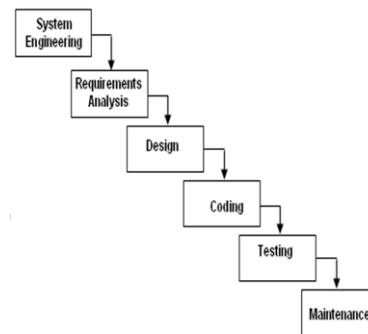 System
Engineering
Requirements
Analysis
Design
Coding
Testing
Maintenance